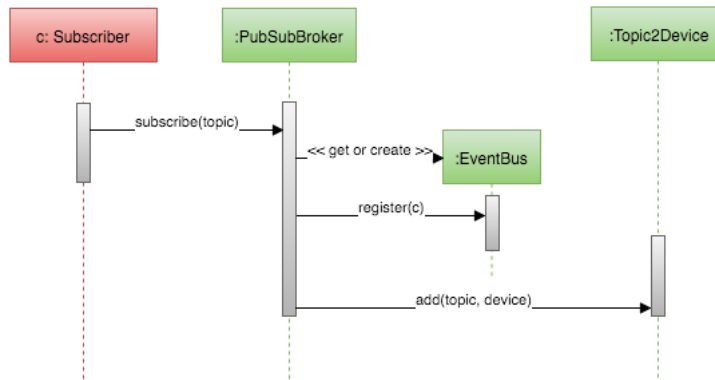 c: Subscriber
:PubSubBroker
:Topic2Device
subscribe(topic)
<< get or create >>
:EventBus
register(c)
add(topic, device)